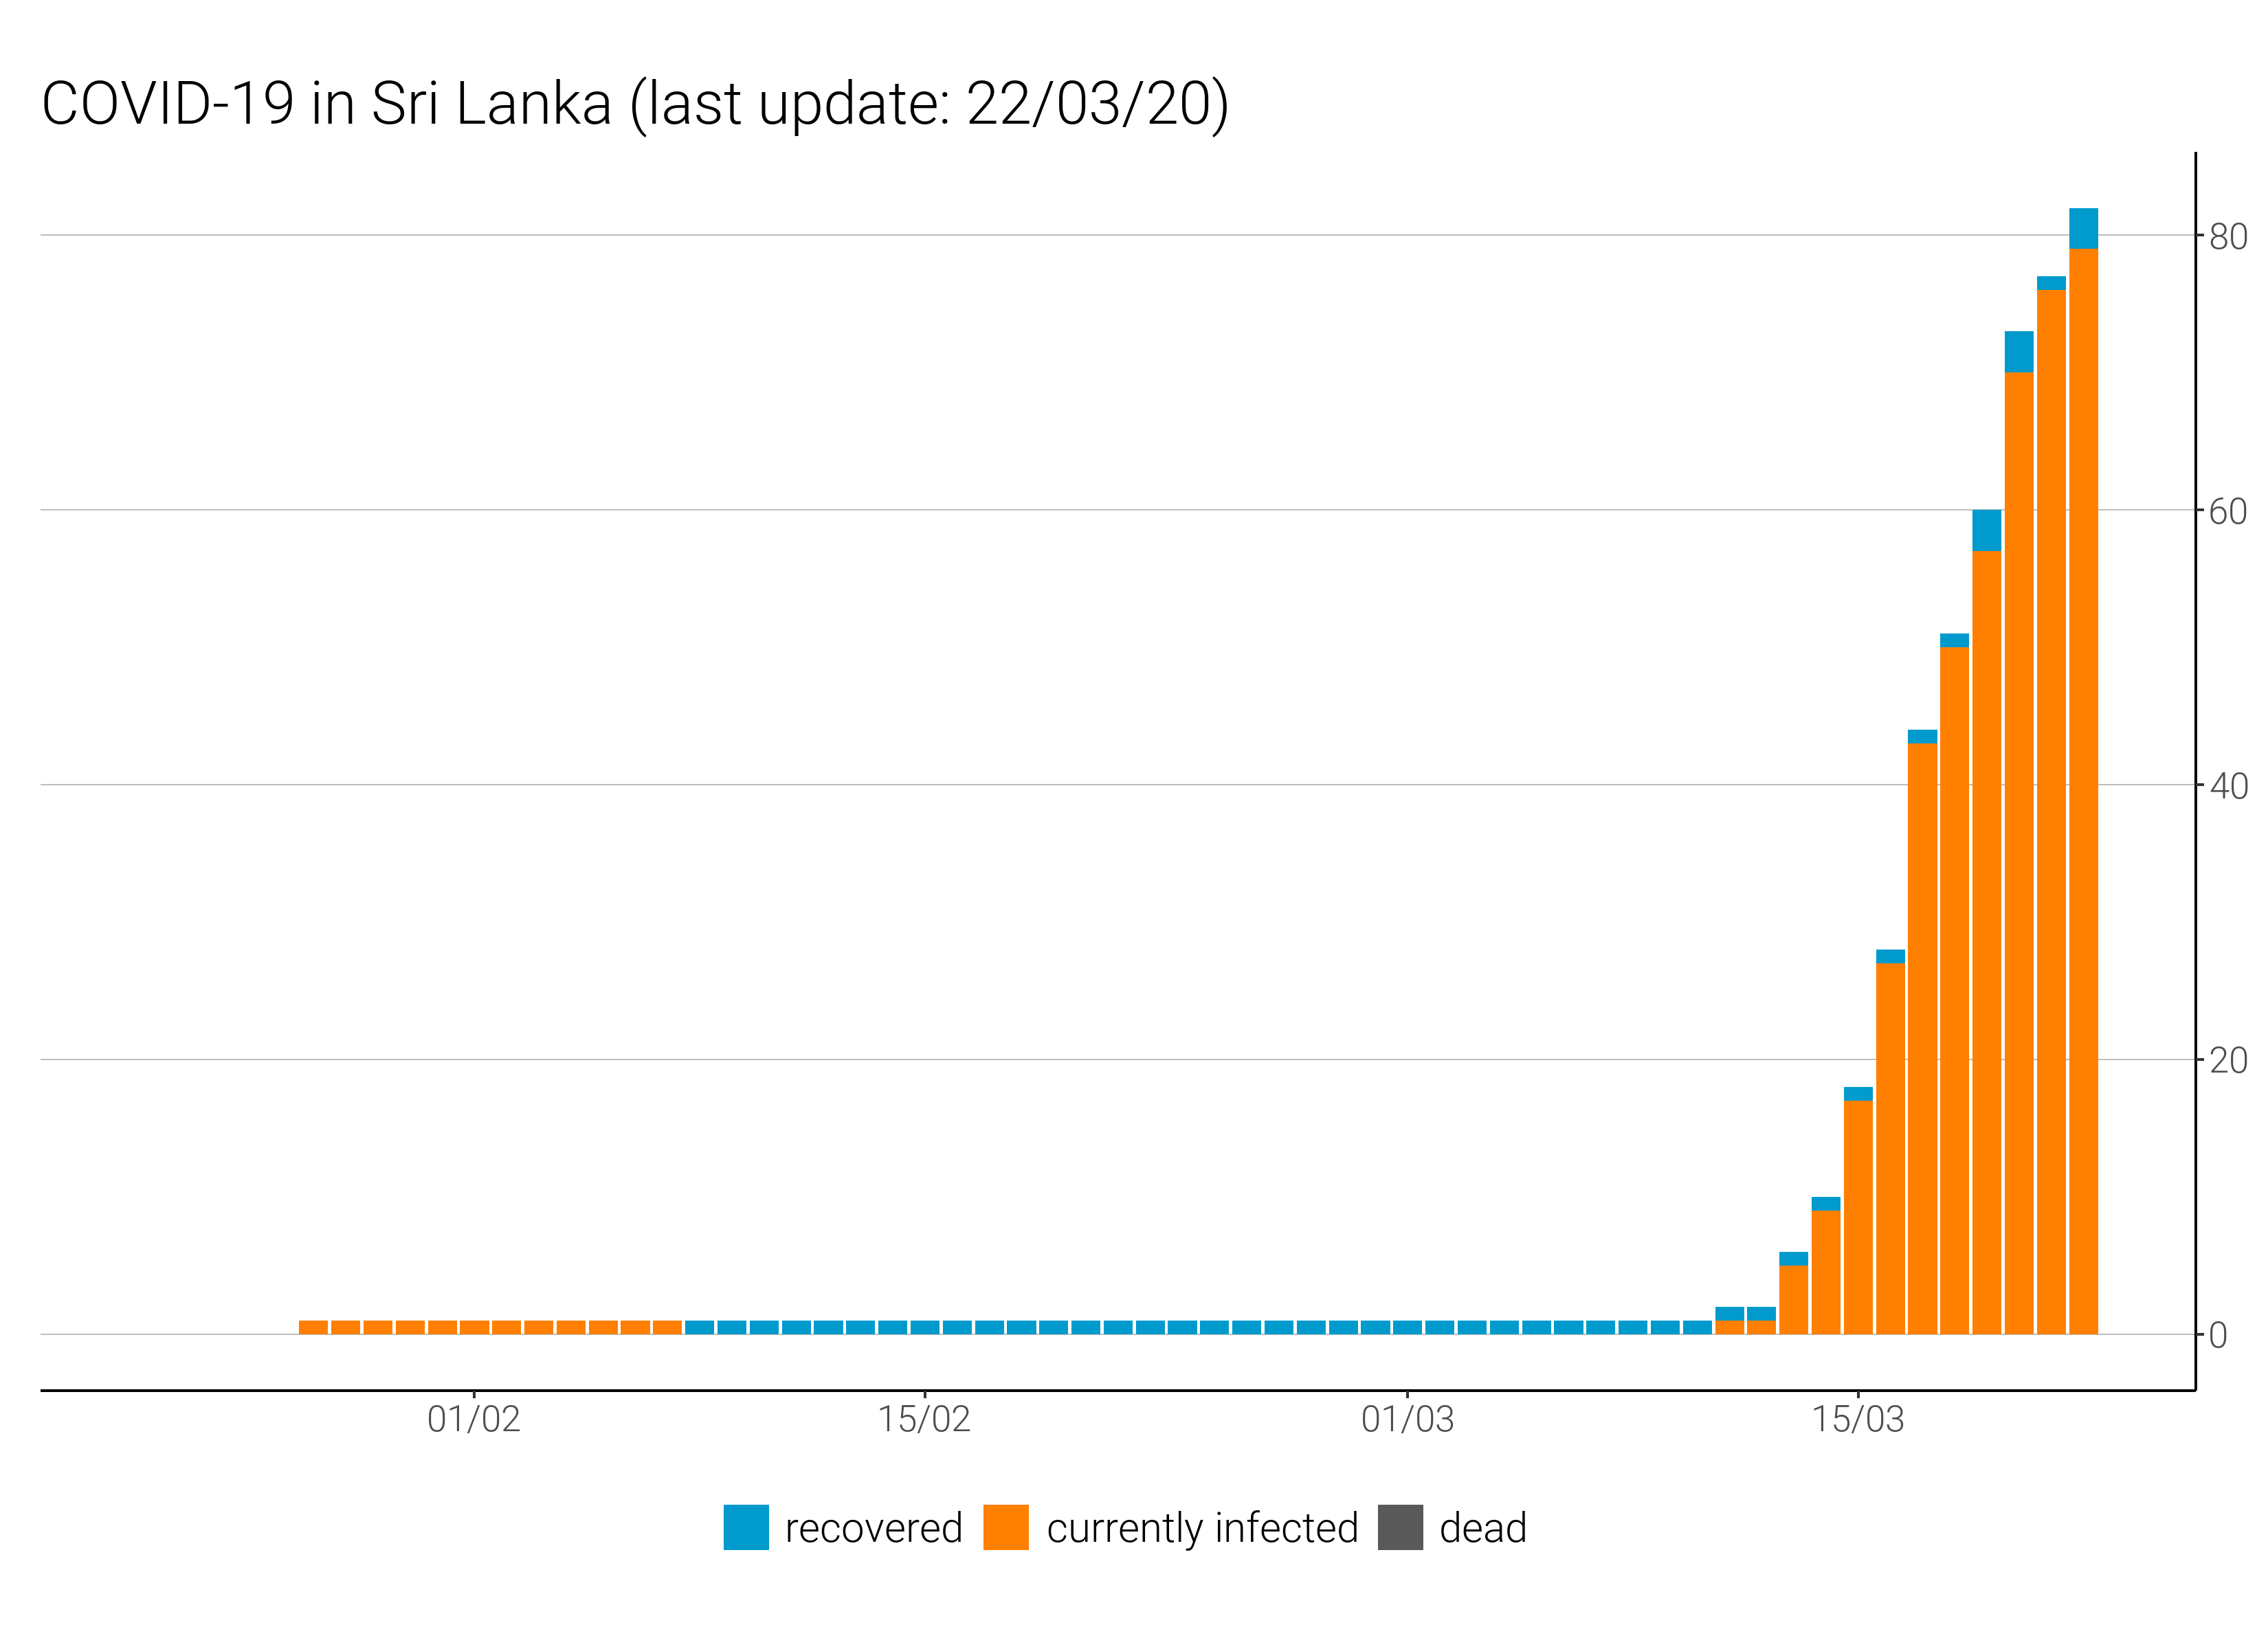 COVID-19 in Sri Lanka (last update: 22/03/20)
80
60
40
20
0
01/02 15/02 01/03 15/03
recovered currently infected dead